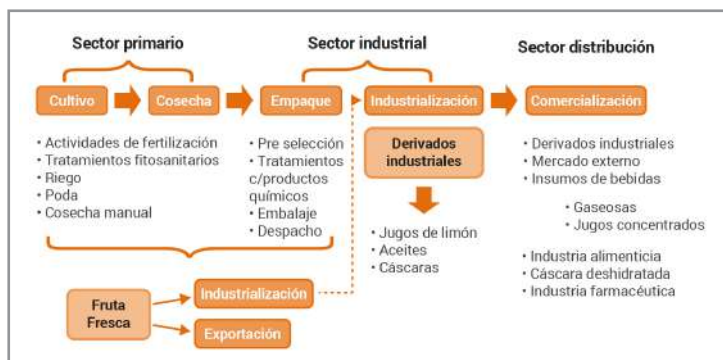 Sector primario
Sector industrial
Sector distribución
Cultivo
Cosecha
Empaque
Industrialización
Comercialización
• Actividades de fertilización
• Tratamientos fitosanitarios
• Riego
• Poda
• Cosecha manual
• Pre selección
• Tratamientos
c/productos
químicos
• Embalaje
• Despacho
Derivados
industriales
• Jugos de limón
• Aceites
• Cáscaras
• Derivados industriales
• Mercado externo
• Insumos de bebidas
• Gaseosas
• Jugos concentrados
• Industria alimenticia
• Cáscara deshidratada
• Industria farmacéutica
Fruta
Fresca
Industrialización
Exportación